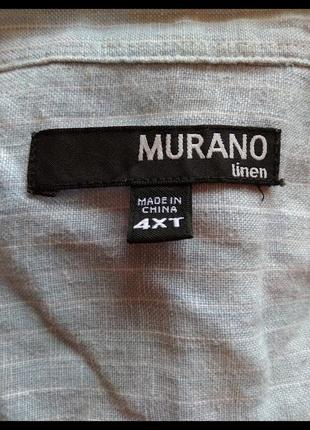 MURANO
linen
MADE IN
CHINA
4XT